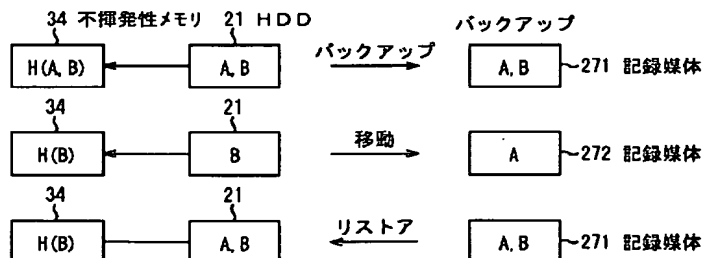 34 不揮発性メモリ 21 HDD バックアップ
H(A, B) A, B バックアップ A, B 271 記録媒体
34 21
H(B) B 移動 A 272 記録媒体
34 21
H(B) A, B リストア A, B 271 記録媒体